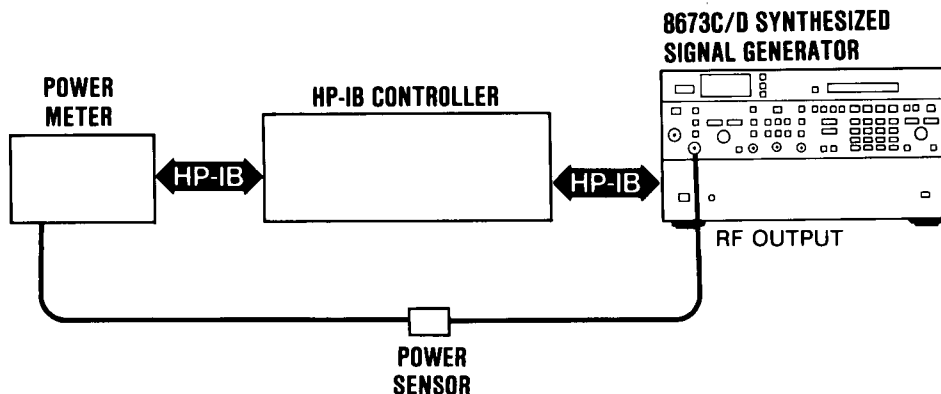 8673C/D SYNTHESIZED
SIGNAL GENERATOR
POWER
METER
HP-IB CONTROLLER
HP-IB
HP-IB
RF OUTPUT
POWER
SENSOR